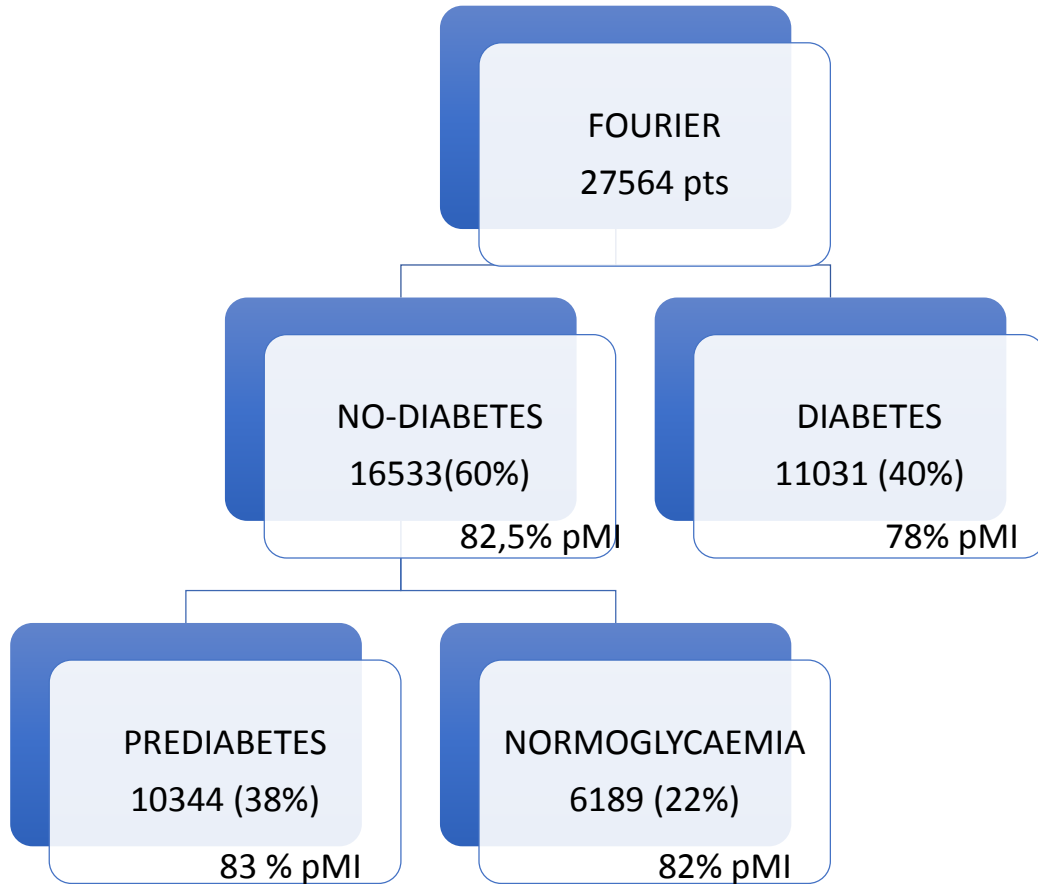 FOURIER
27564 pts
NO-DIABETES
16533(60%)
82,5% pMI
DIABETES
11031 (40%)
78% pMI
PREDIABETES
10344 (38%)
83 % pMI
NORMOGLYCAEMIA
6189 (22%)
82% pMI